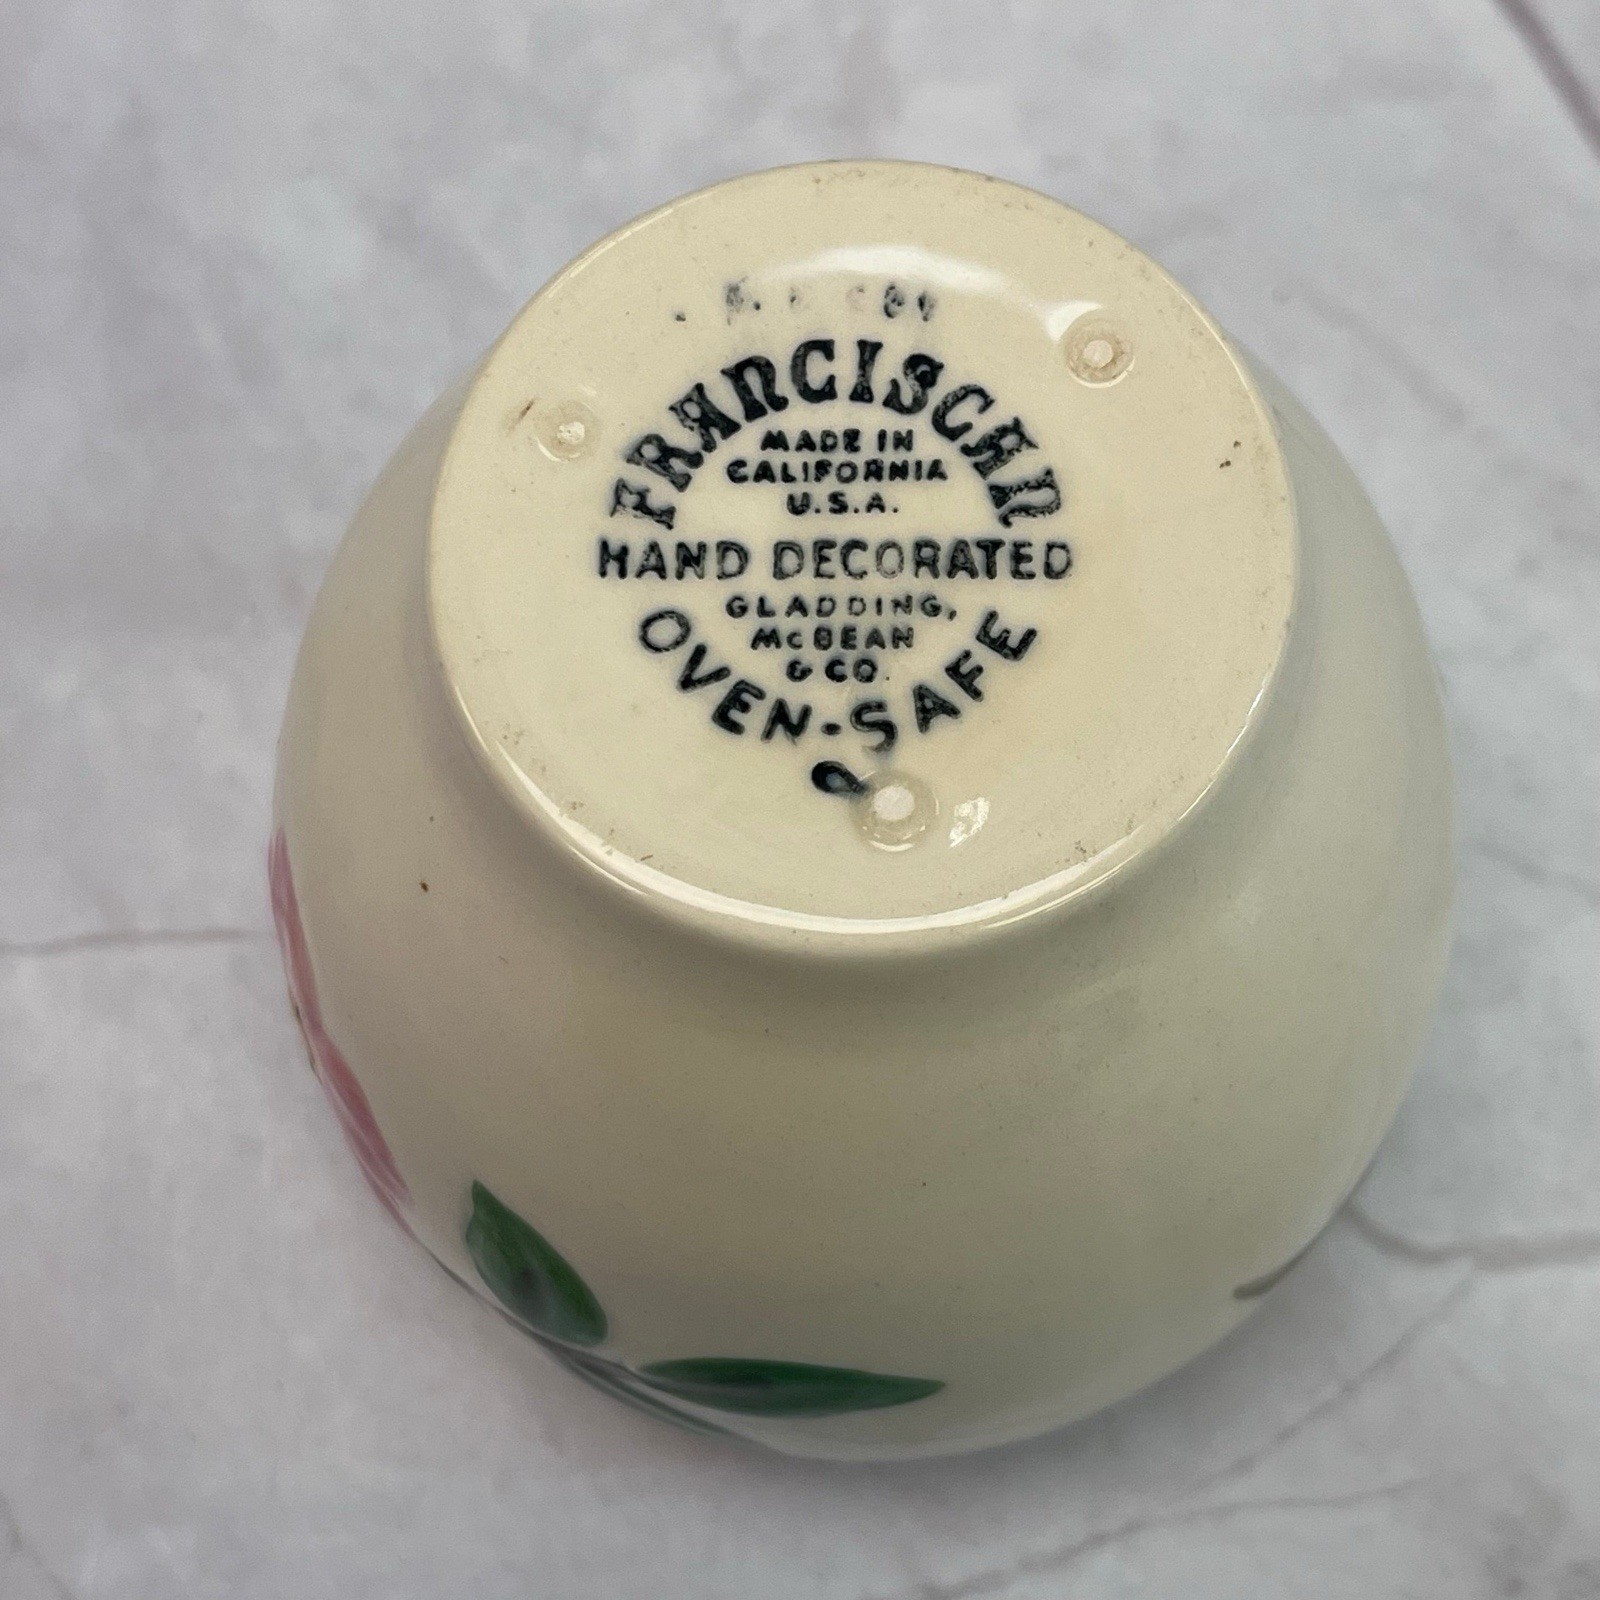 FRANCISCAN
MADE IN
CALIFORNIA
U.S.A.
HAND DECORATED
GLADDING,
McBEAN
& CO.
OVEN-SAFE